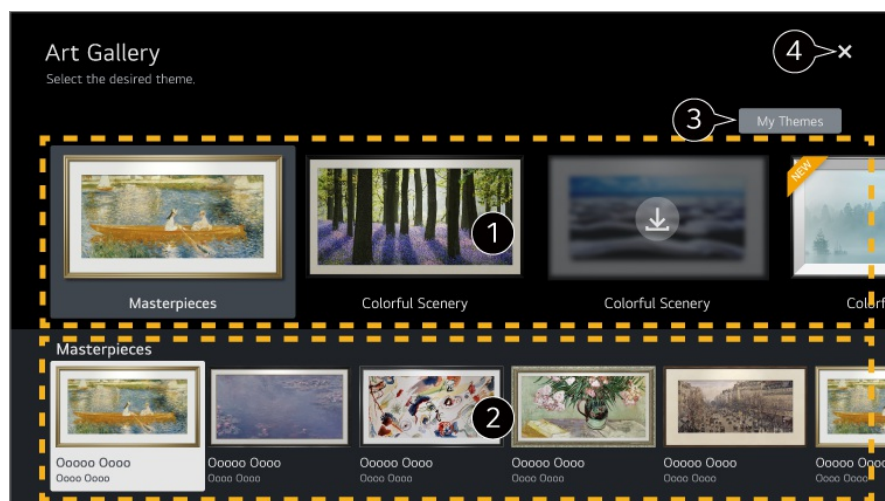 Art Gallery
Select the desired theme.
4
3
My Themes
NEW
1
Masterpieces
Colorful Scenery
Colorful Scenery
Colorf
Masterpieces
2
Ooooo Oooo Ooooo Oooo Ooooo Oooo Ooooo Oooo Ooooo Oooo Ooooo Oooo
Oooo Oooo Oooo Oooo Oooo Oooo Oooo Oooo Oooo Oooo Oooo Oooo